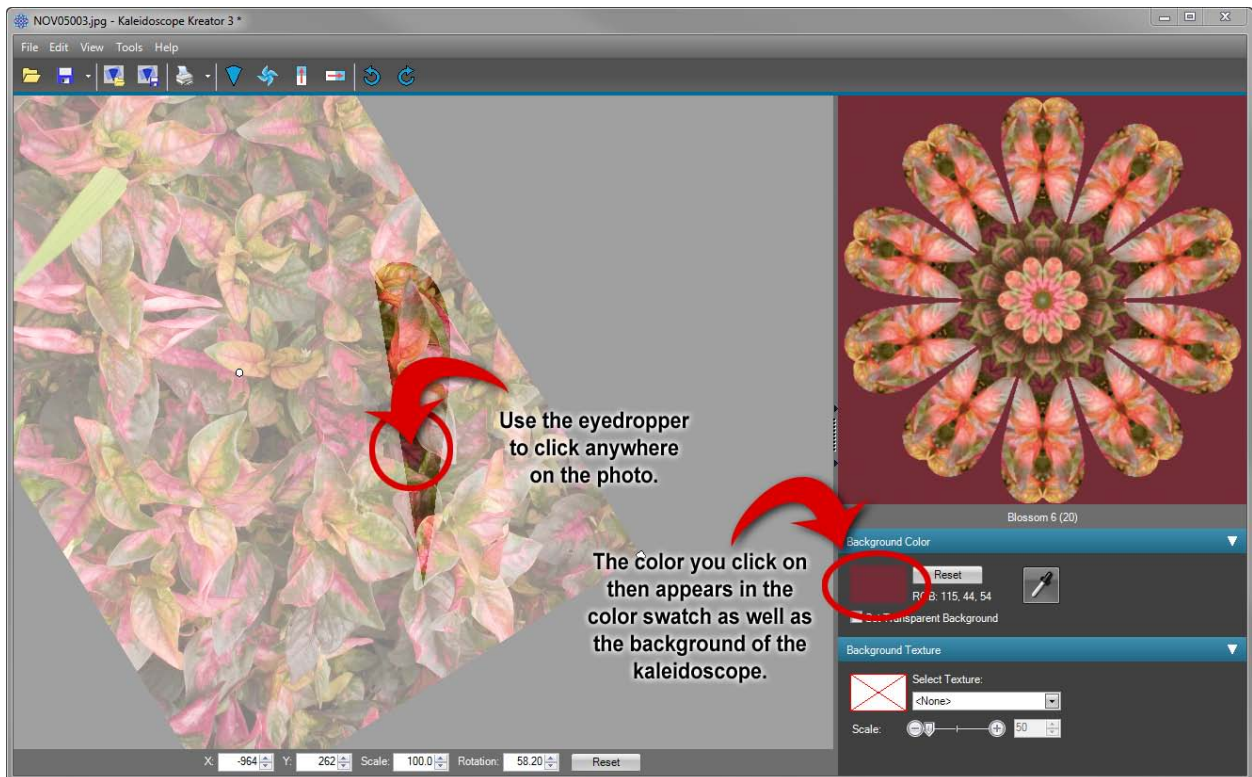 NOV05003.jpg - Kaleidoscope Kreator 3 *
File Edit View Tools Help
Use the eyedropper
to click anywhere
on the photo.
Blossom 6 (20)
Background Color
The color you click on
then appears in the
color swatch as well as
the background of the
kaleidoscope.
Reset
RGB: 115, 44, 54
Set Transparent Background
Background Texture
Select Texture:
<None>
Scale: 50
X: -964 Y: 262 Scale: 100.0 Rotation: 58.20 Reset